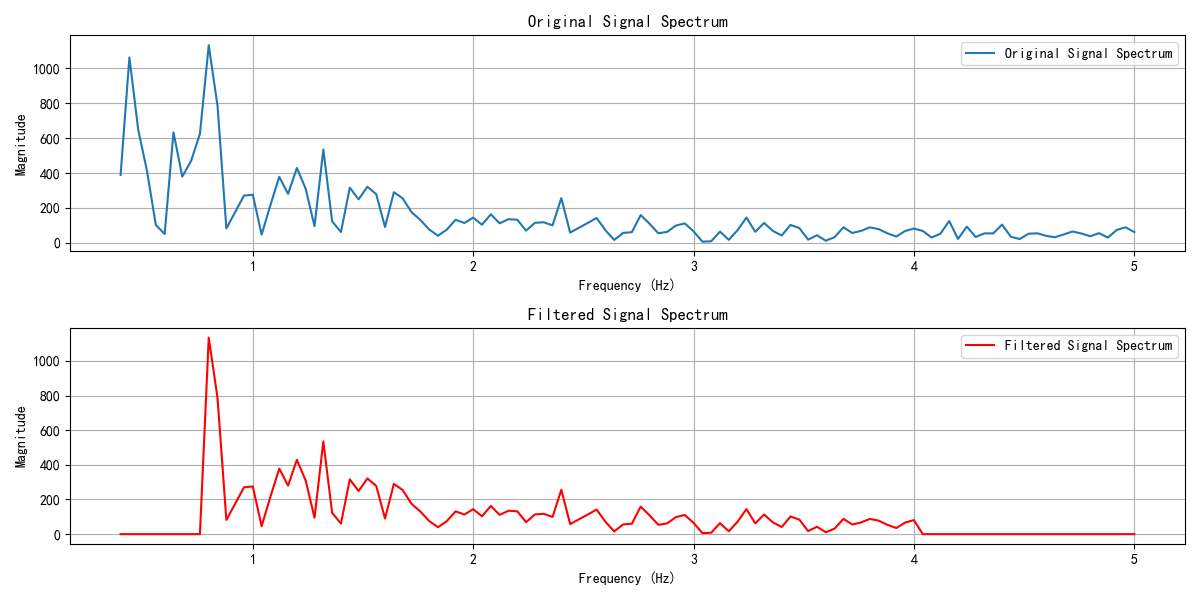 Original Signal Spectrum
Original Signal Spectrum
Magnitude
1000
800
600
400
200
0
1 2 3 4 5
Frequency (Hz)
Filtered Signal Spectrum
Filtered Signal Spectrum
Magnitude
1000
800
600
400
200
0
1 2 3 4 5
Frequency (Hz)